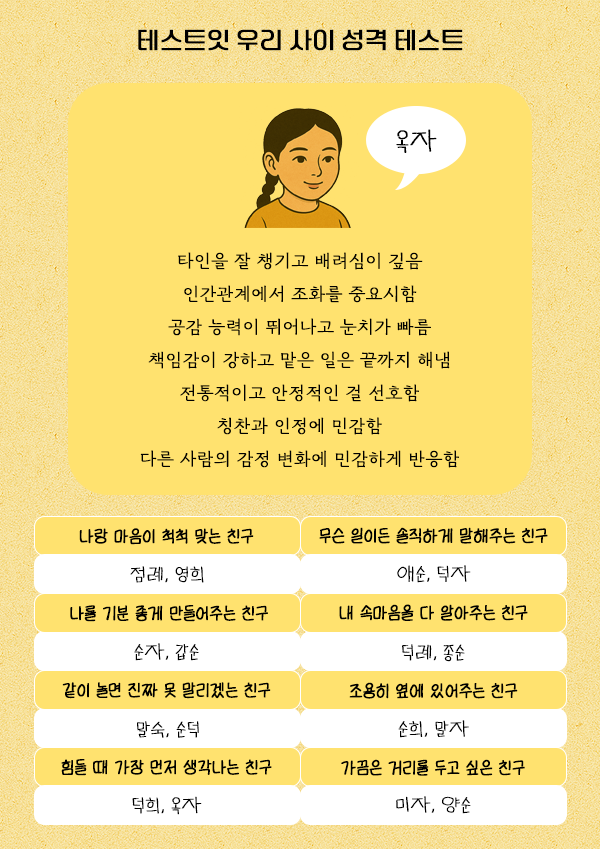 테스트잇 우리 사이 성격 테스트
옥자
타인을 잘 챙기고 배려심이 깊음
인간관계에서 조화를 중요시함
공감 능력이 뛰어나고 눈치가 빠름
책임감이 강하고 맡은 일은 끝까지 해냄
전통적이고 안정적인 걸 선호함
칭찬과 인정에 민감함
다른 사람의 감정 변화에 민감하게 반응함
나랑 마음이 척척 맞는 친구
무슨 일이든 솔직하게 말해주는 친구
점례, 영희
애순, 덕자
나를 기분 좋게 만들어주는 친구
내 속마음을 다 알아주는 친구
순자, 갑순
덕례, 종순
같이 놀면 진짜 못 말리겠는 친구
조용히 옆에 있어주는 친구
말숙, 순덕
순희, 말자
힘들 때 가장 먼저 생각나는 친구
가끔은 거리를 두고 싶은 친구
덕희, 옥자
미자, 양순